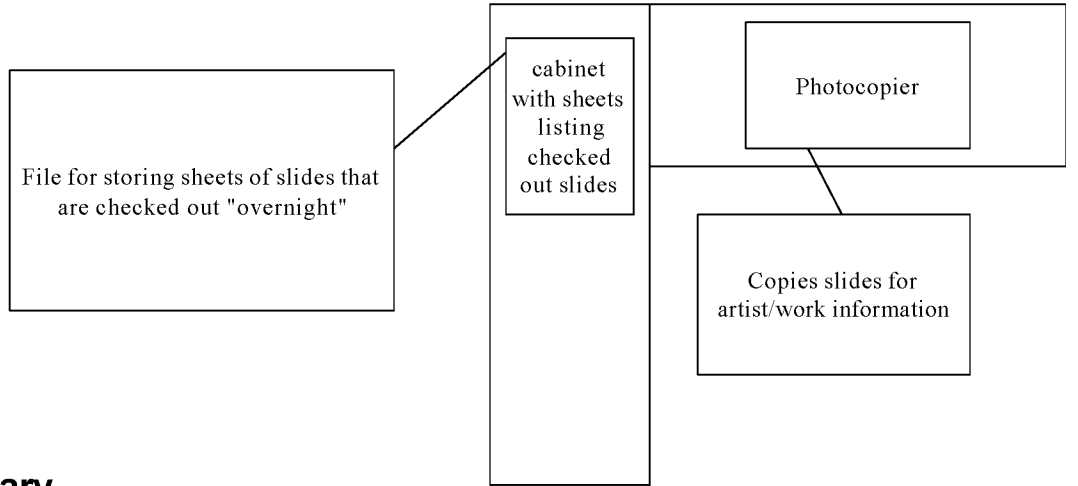 cabinet
with sheets
listing
checked
out slides
Photocopier
File for storing sheets of slides that
are checked out "overnight"
Copies slides for
artist/work information